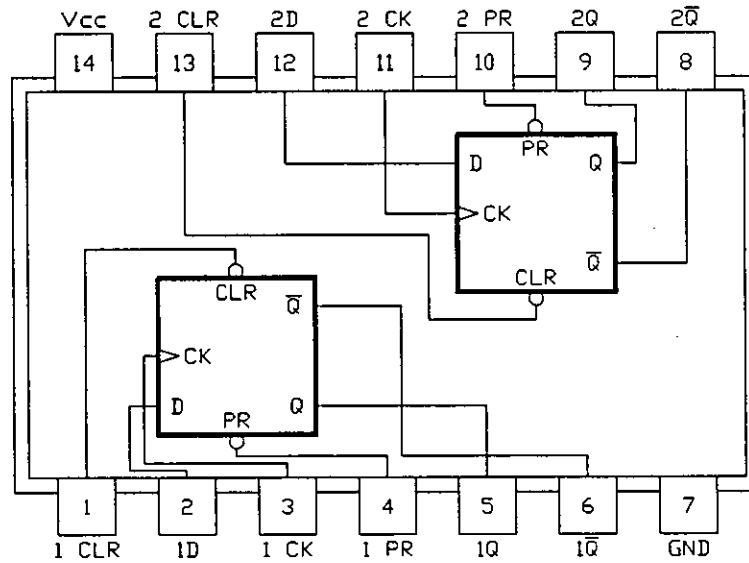 Vcc 2 CLR 2D 2 CK 2 PR 2Q 2Q̅
14 13 12 11 10 9 8
PR
D Q
CK
Q̅
CLR
CLR
Q̅
CK
D Q
PR
1 2 3 4 5 6 7
1 CLR 1D 1 CK 1 PR 1Q 1Q̅ GND